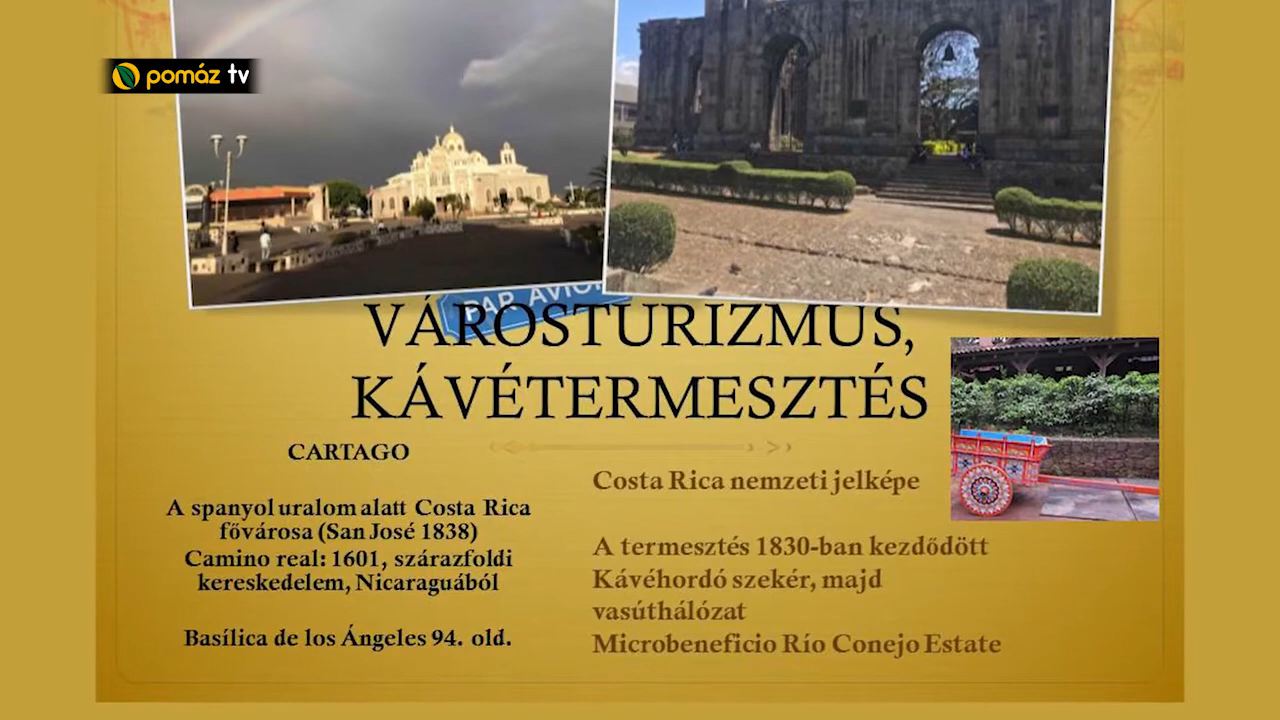 pomáz tv
PAR AVION
VÁROSTURIZMUS,
KÁVÉTERMESZTÉS
CARTAGO
A spanyol uralom alatt Costa Rica
fővárosa (San José 1838)
Camino real: 1601, szárazfoldi
kereskedelem, Nicaraguából
Basílica de los Ángeles 94. old.
Costa Rica nemzeti jelképe
A termesztés 1830-ban kezdődött
Kávéhordó szekér, majd
vasúthálózat
Microbeneficio Río Conejo Estate